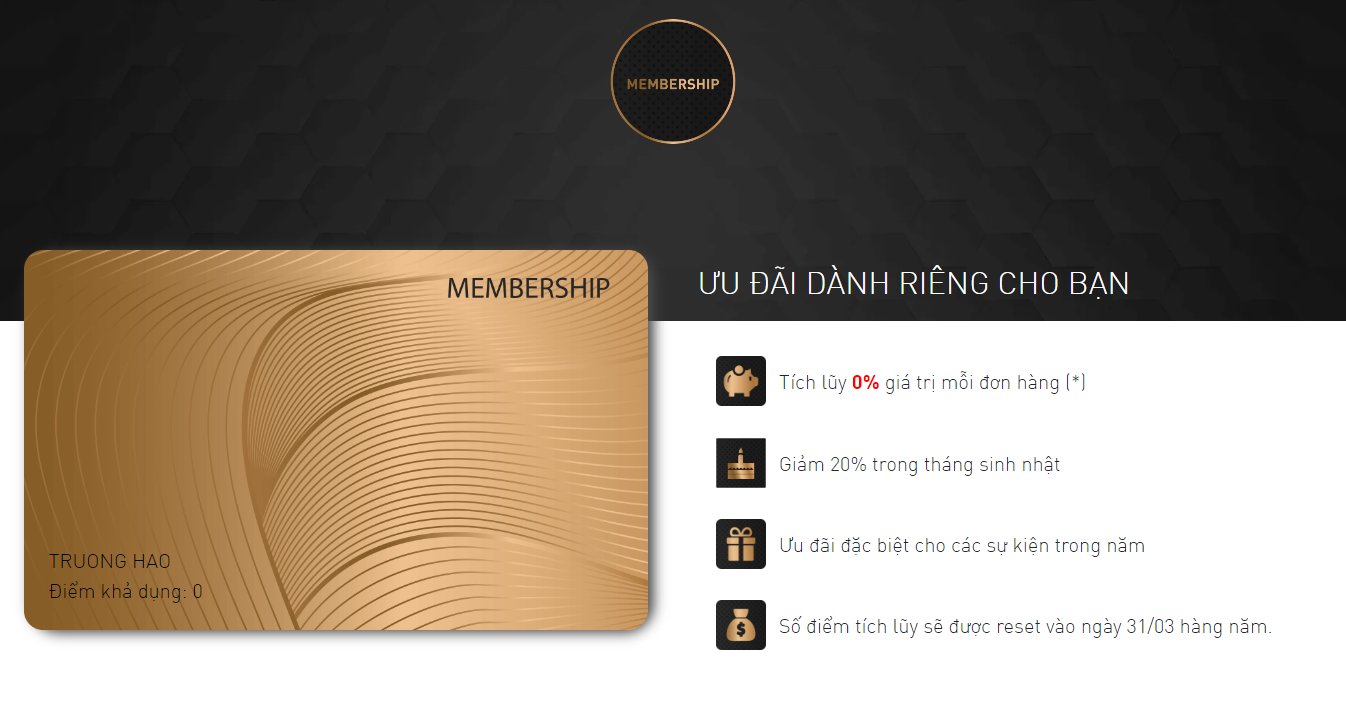 MEMBERSHIP
MEMBERSHIP
TRUONG HAO
Điểm khả dụng: 0
ƯU ĐÃI DÀNH RIÊNG CHO BẠN
Tích lũy 0% giá trị mỗi đơn hàng (*)
Giảm 20% trong tháng sinh nhật
Ưu đãi đặc biệt cho các sự kiện trong năm
Số điểm tích lũy sẽ được reset vào ngày 31/03 hàng năm.